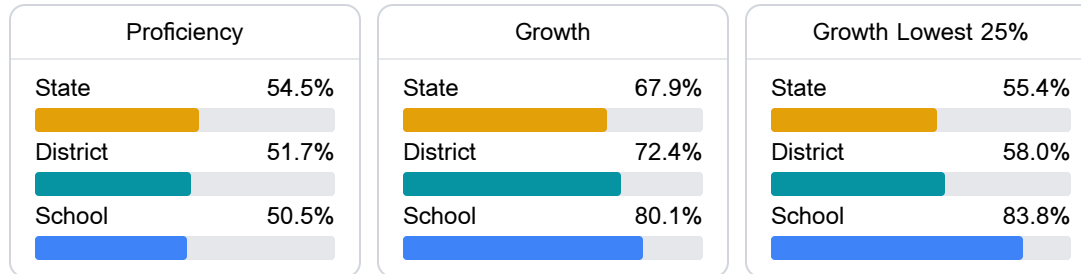 Proficiency
State 54.5%
District 51.7%
School 50.5%
Growth
State 67.9%
District 72.4%
School 80.1%
Growth Lowest 25%
State 55.4%
District 58.0%
School 83.8%